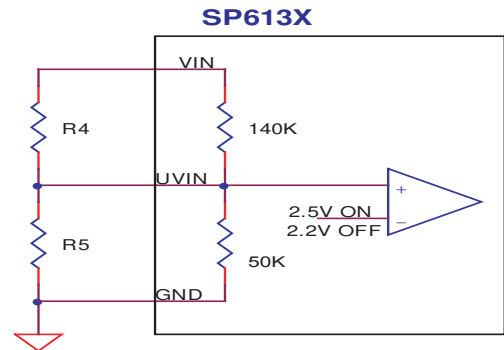 SP613X
VIN
R4
140K
UVIN
+
2.5V ON
−
2.2V OFF
R5
50K
GND